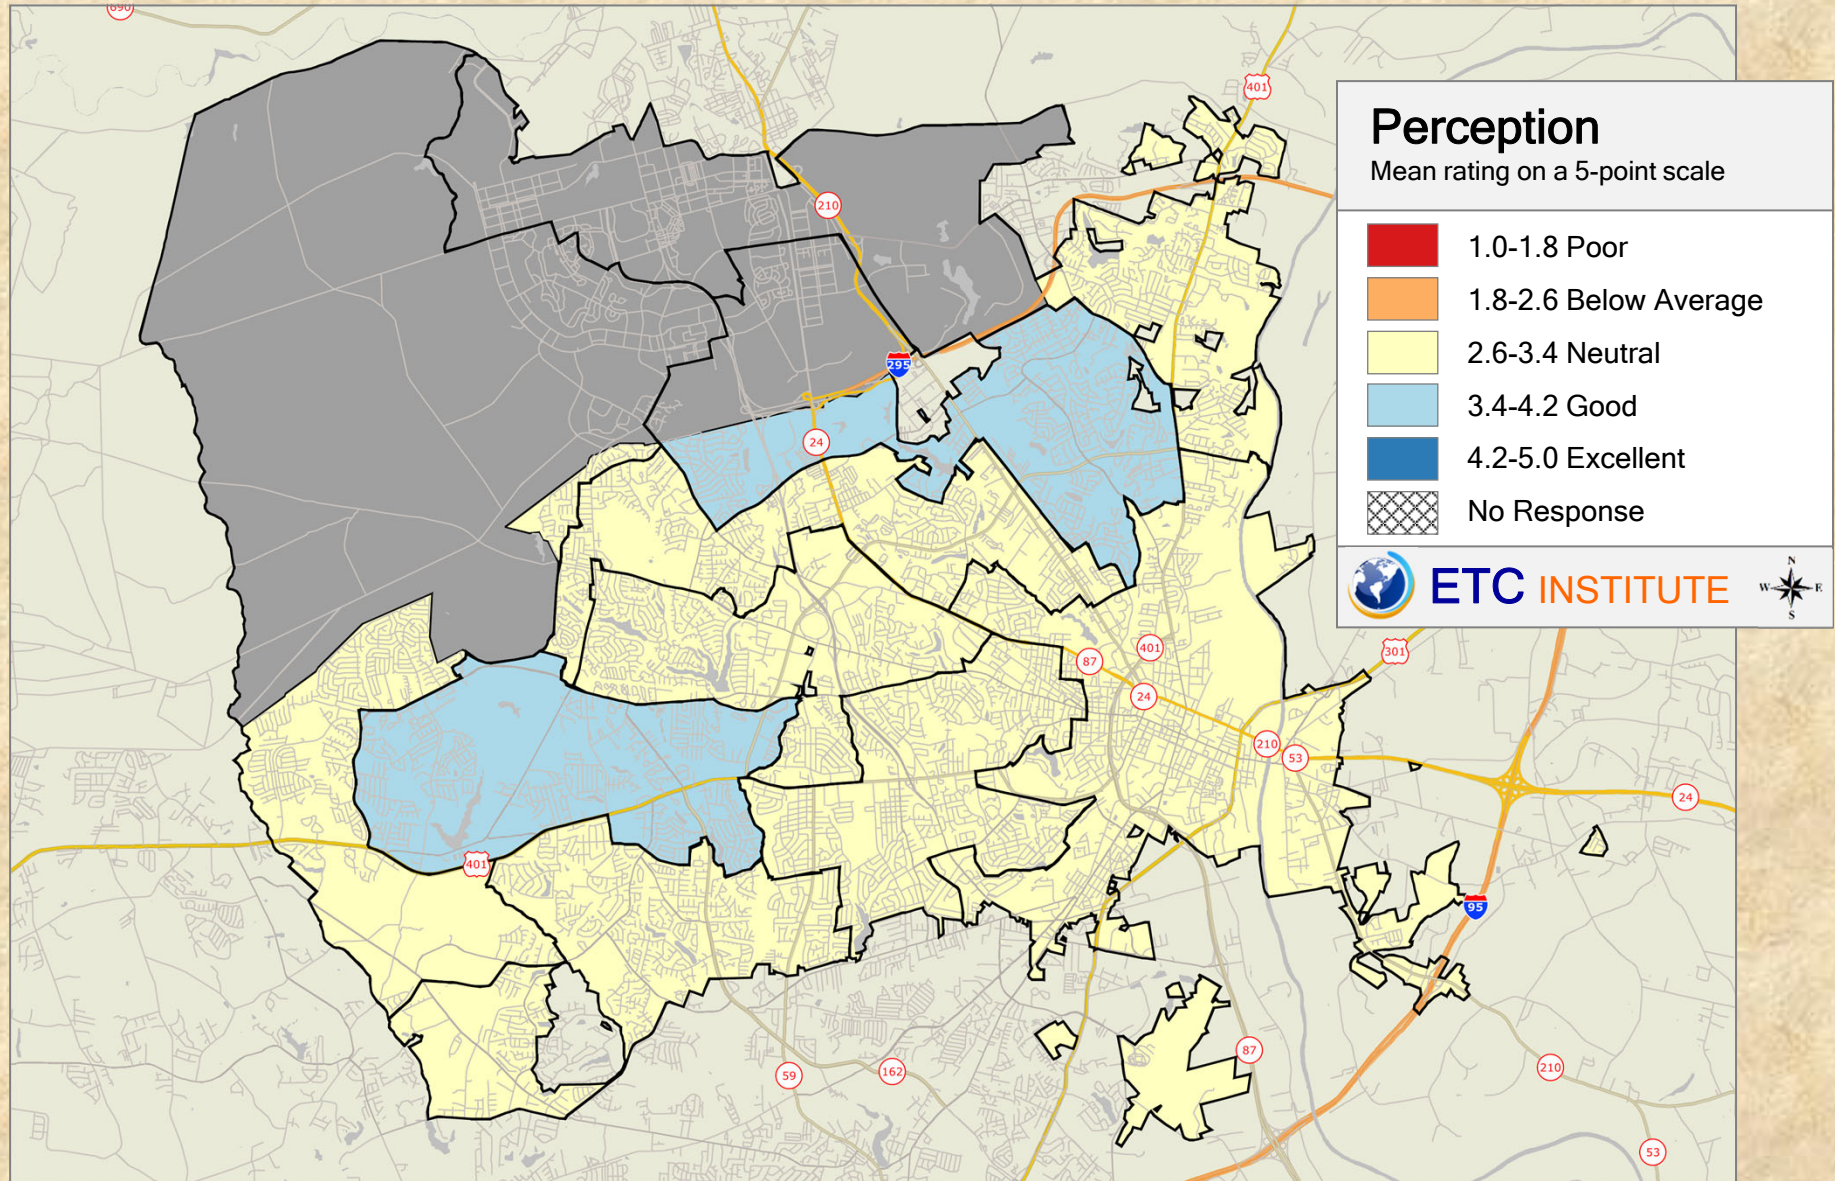 690
401
Perception
Mean rating on a 5-point scale
210
1.0-1.8 Poor
1.8-2.6 Below Average
2.6-3.4 Neutral
295
3.4-4.2 Good
24
4.2-5.0 Excellent
No Response
ETC INSTITUTE
N
W E
S
401
301
87
24
210
53
24
401
95
87
210
59
162
53